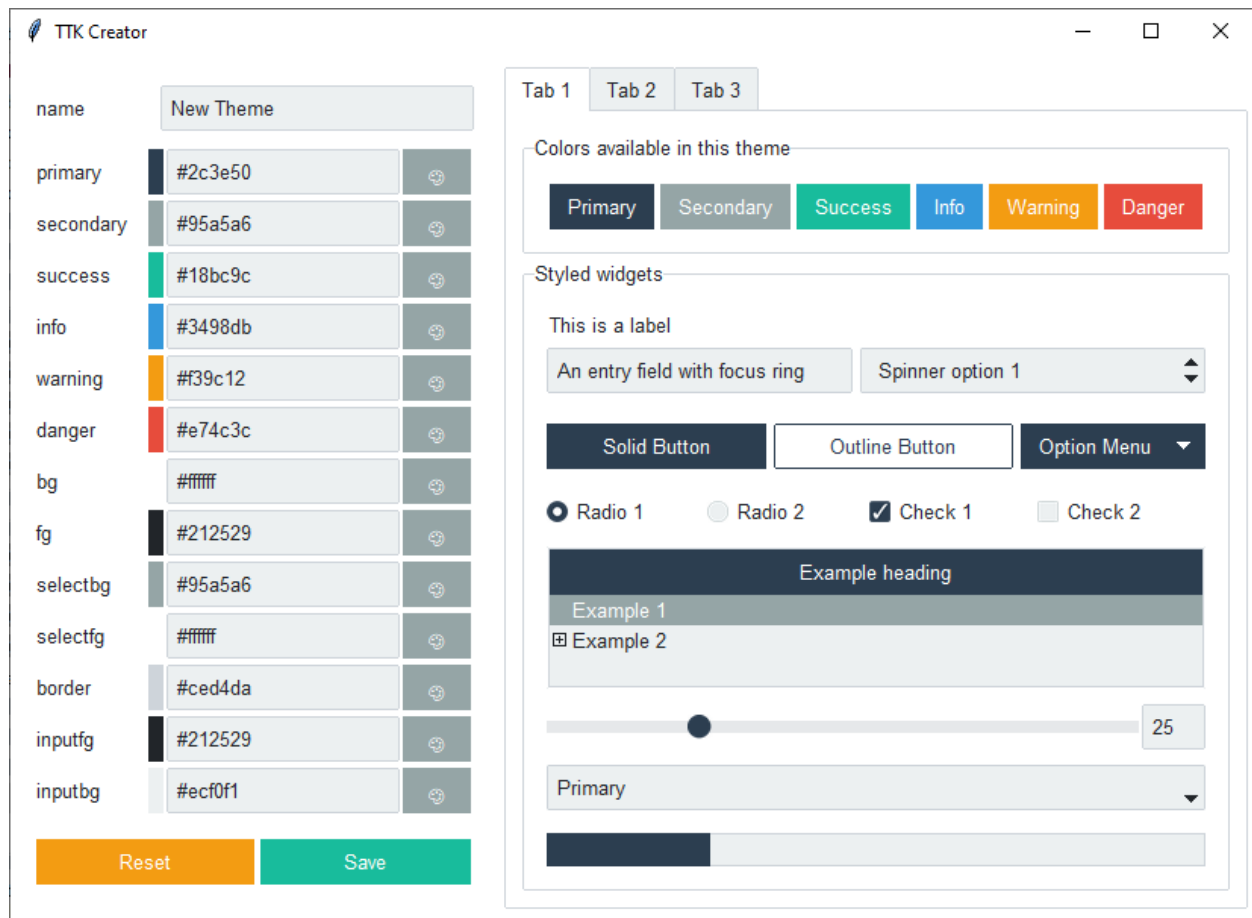 TTK Creator
name New Theme
primary #2c3e50
secondary #95a5a6
success #18bc9c
info #3498db
warning #f39c12
danger #e74c3c
bg #ffffff
fg #212529
selectbg #95a5a6
selectfg #ffffff
border #ced4da
inputfg #212529
inputbg #ecf0f1
Reset Save
Tab 1 Tab 2 Tab 3
Colors available in this theme
Primary Secondary Success Info Warning Danger
Styled widgets
This is a label
An entry field with focus ring Spinner option 1
Solid Button Outline Button Option Menu
Radio 1 Radio 2 Check 1 Check 2
Example heading
Example 1
Example 2
25
Primary